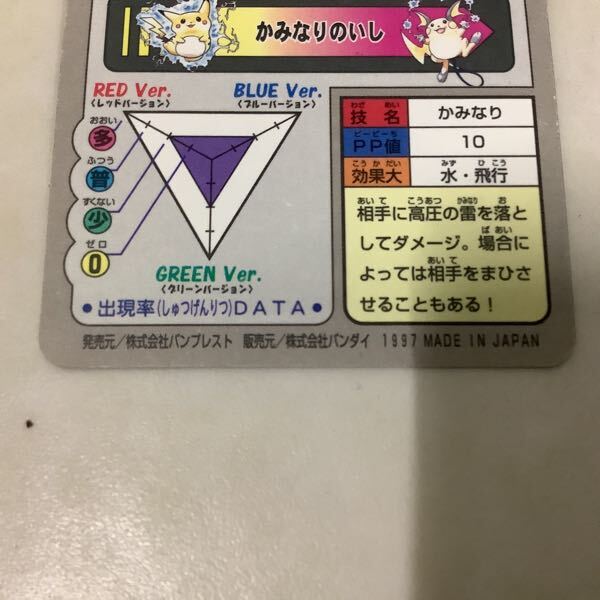 かみなりのいし
RED Ver.
(レッドバージョン)
BLUE Ver.
(ブルーバージョン)
おおい
多
ふつう
普
すくない
少
ゼロ
0
GREEN Ver.
(グリーンバージョン)
●出現率(しゅつげんりつ)DATA●
わざ めい
技名 かみなり
ピーピーち
PP値 10
こうかだい みず ひこう
効果大 水・飛行
あいて こうあつ かみなり お
相手に高圧の雷を落と
ばあい
してダメージ。場合に
あいて
よっては相手をまひさ
せることもある!
発売元/株式会社バンプレスト 販売元/株式会社バンダイ 1997 MADE IN JAPAN